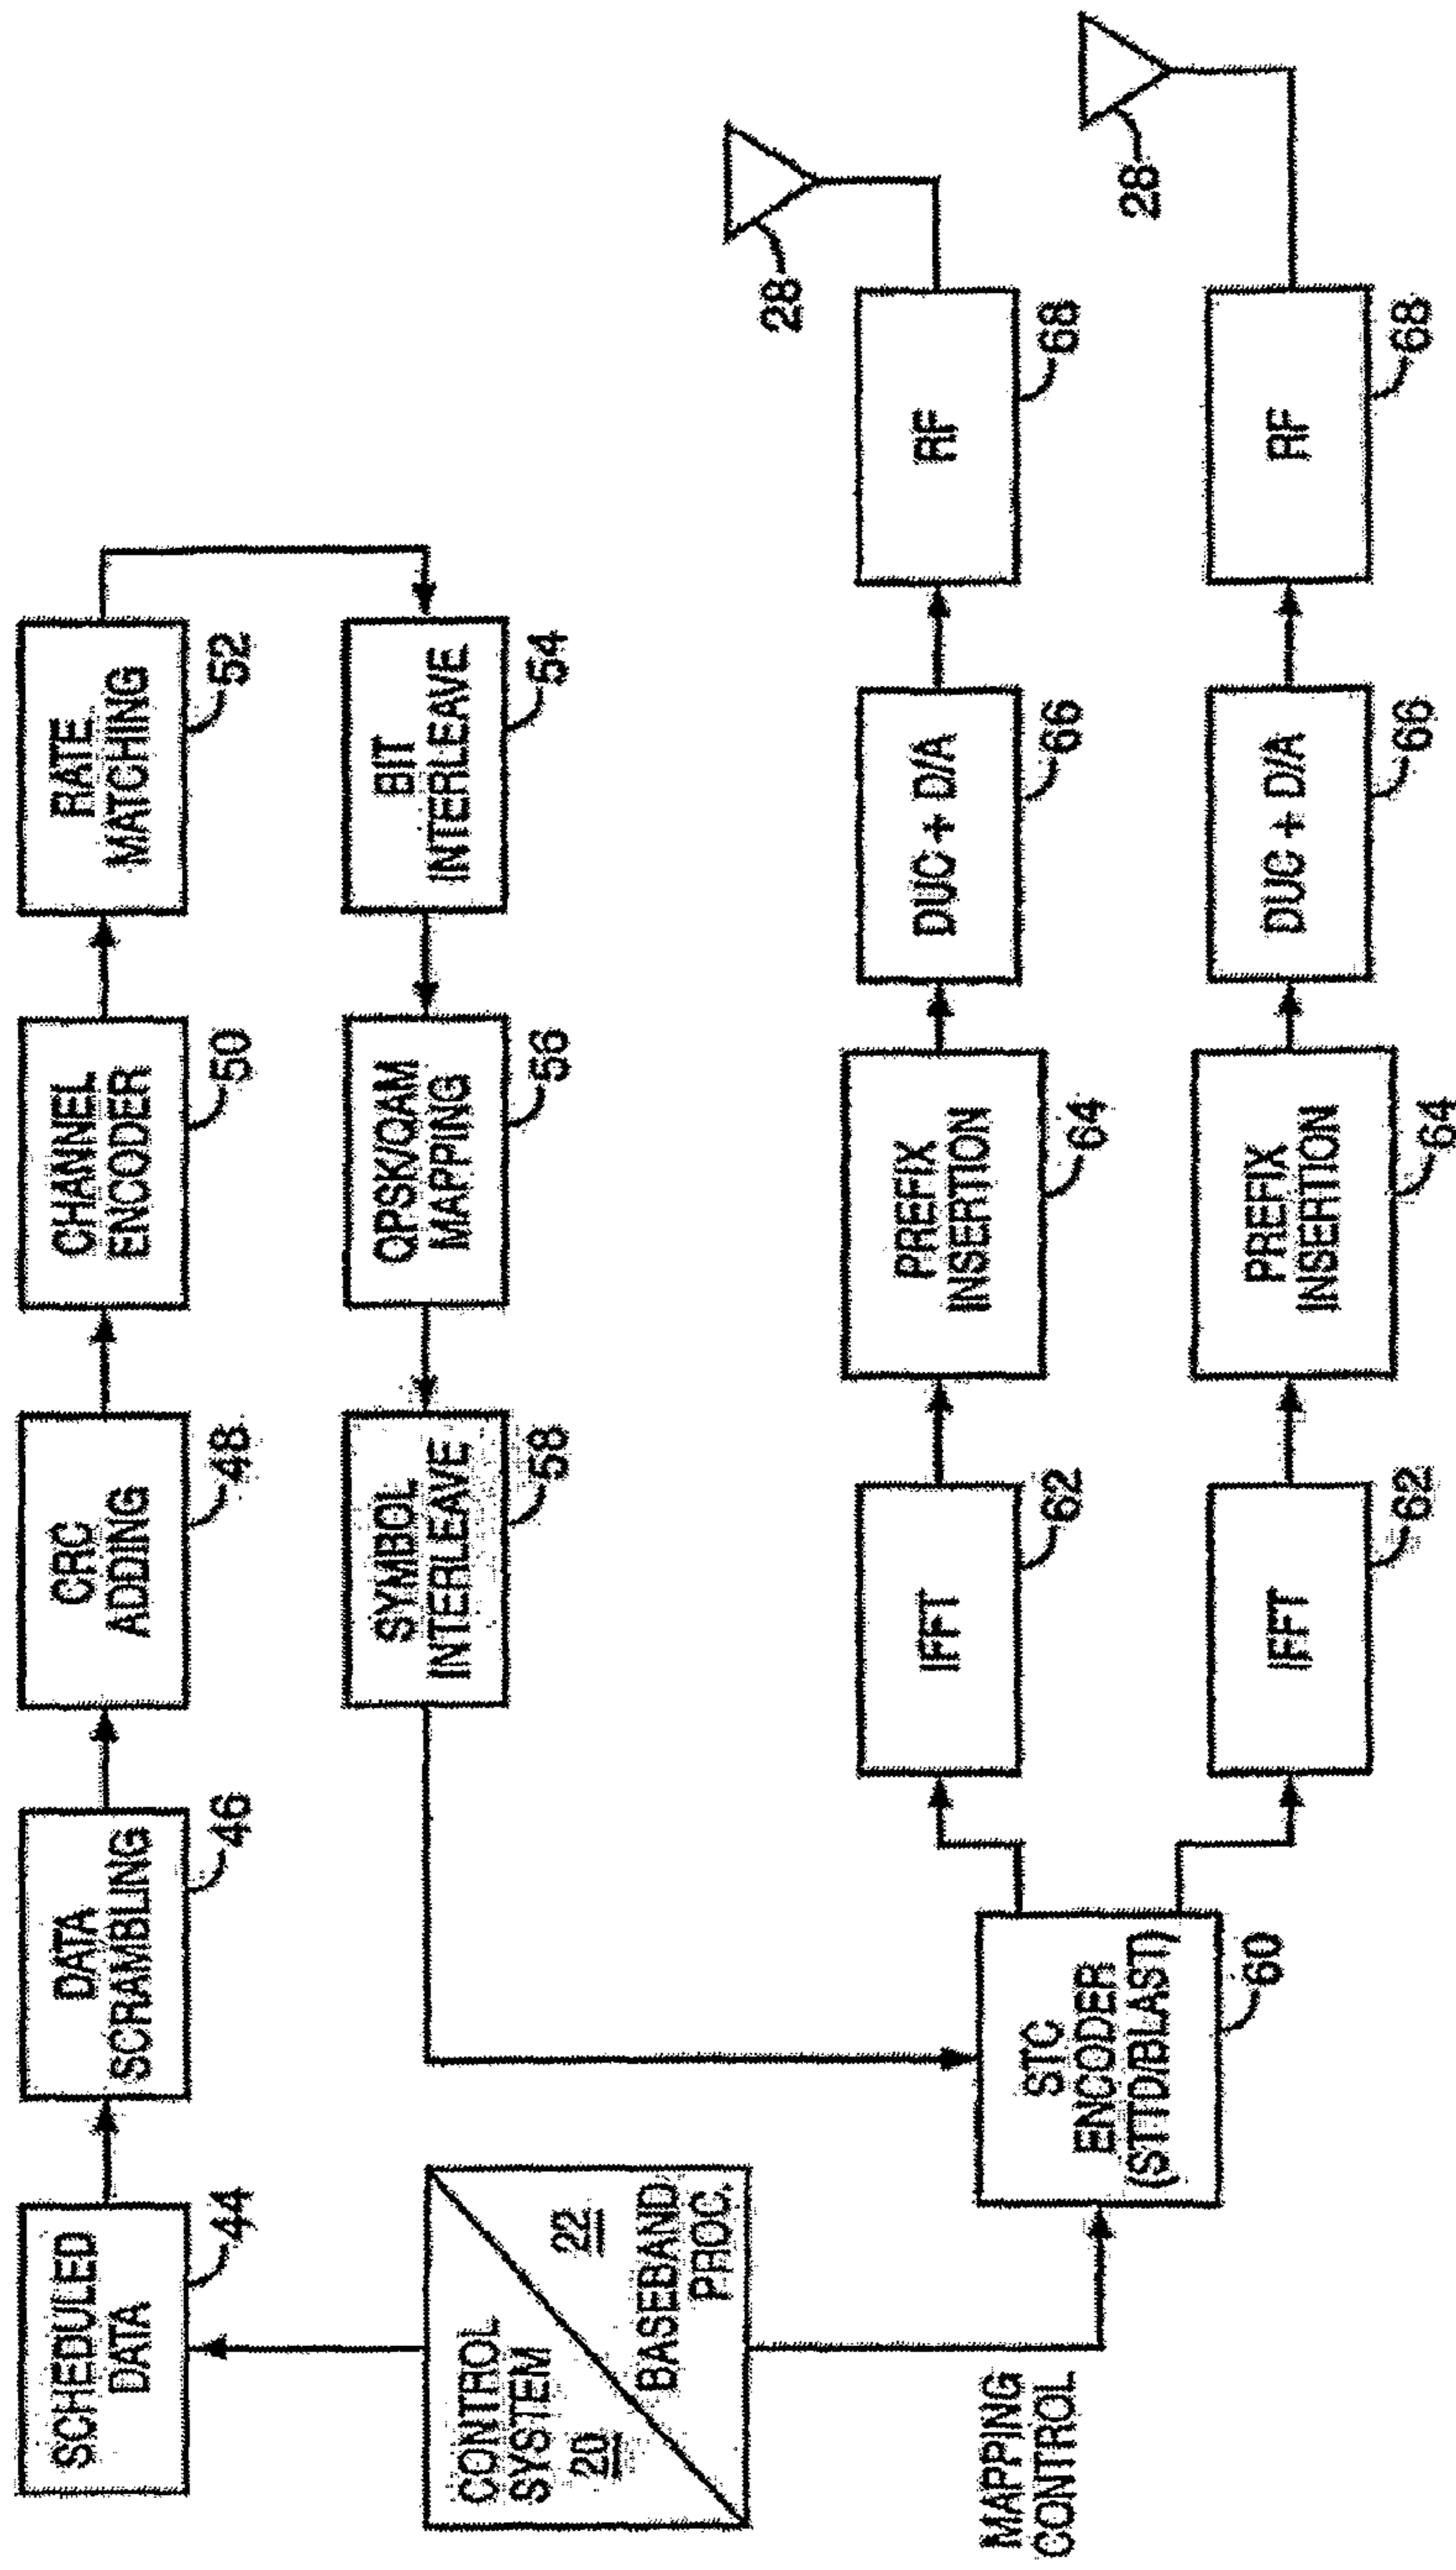 SCHEDULED
DATA
44
DATA
SCRAMBLING
46
CRC
ADDING
48
CHANNEL
ENCODER
50
RATE
MATCHING
52
CONTROL
SYSTEM
20
22
BASEBAND
PROC.
SYMBOL
INTERLEAVE
58
QPSK/QAM
MAPPING
56
BIT
INTERLEAVE
54
MAPPING
CONTROL
STC
ENCODER
(STTD/BLAST)
60
IFFT
62
PREFIX
INSERTION
64
DUC + D/A
66
RF
68
28
IFFT
62
PREFIX
INSERTION
64
DUC + D/A
66
RF
68
28